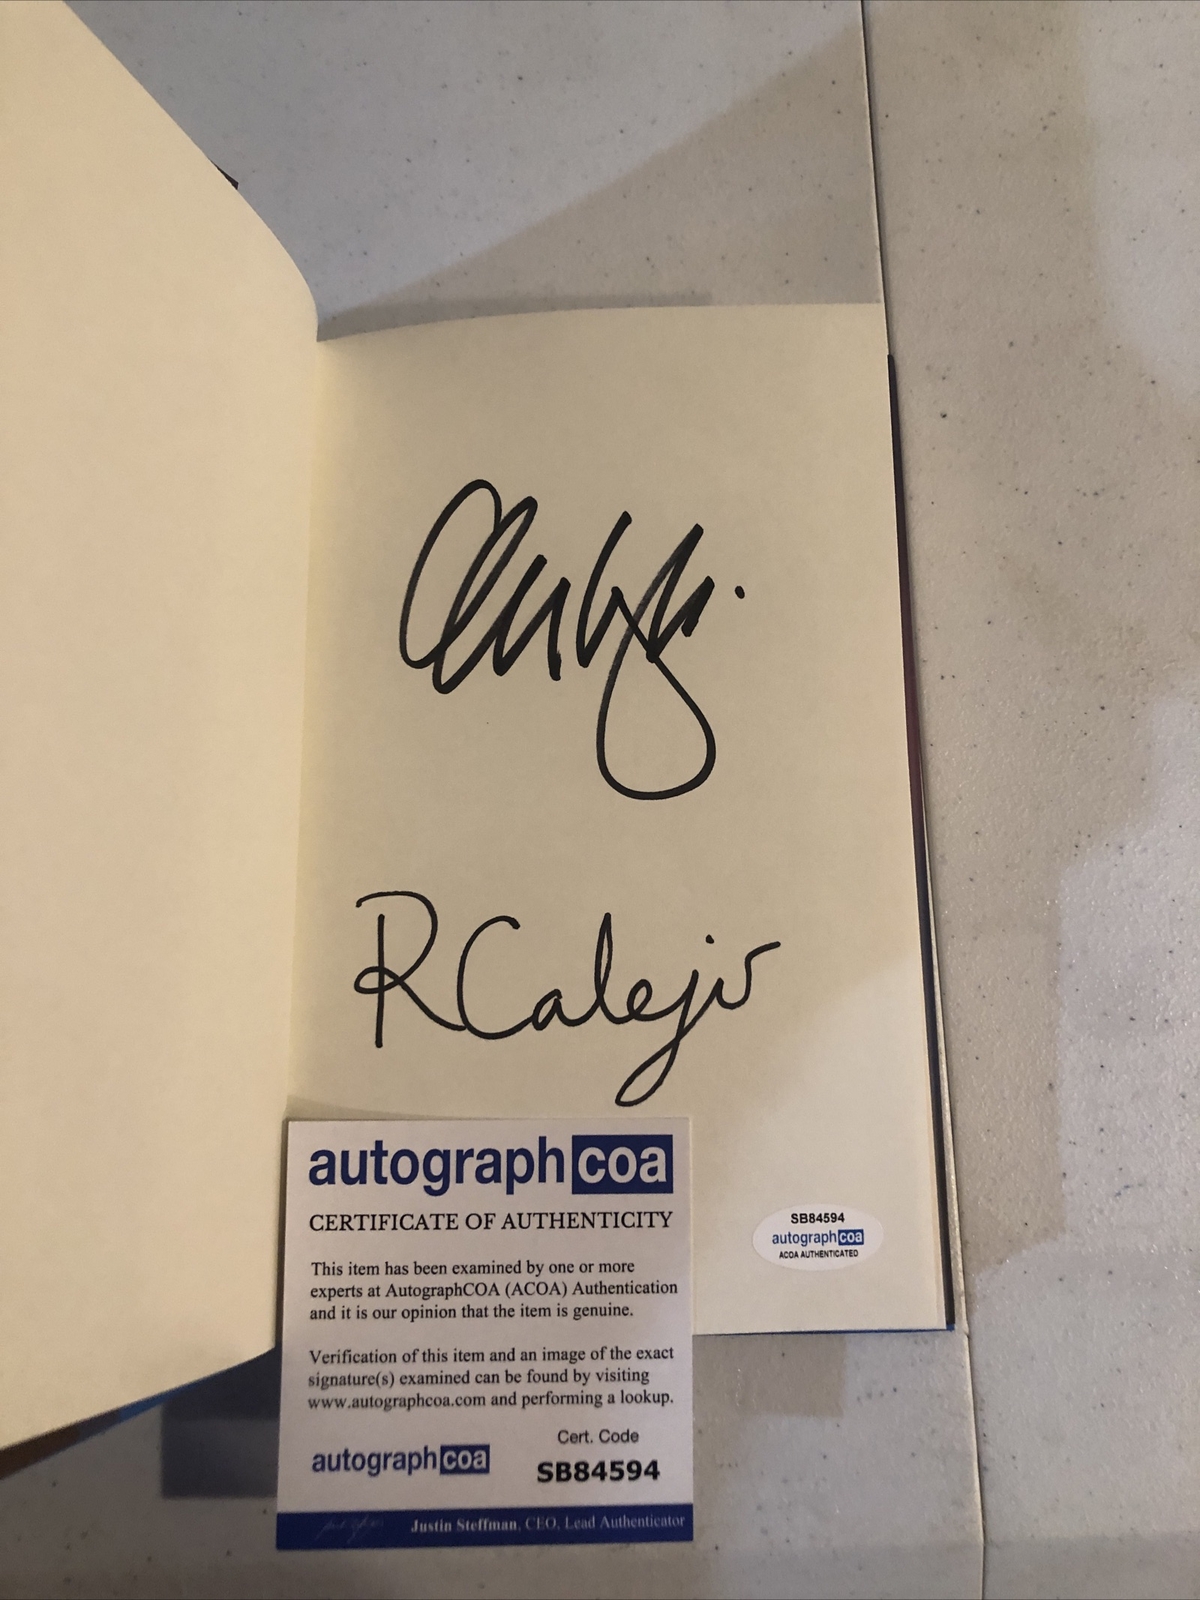 RCalejo
autographcoa
CERTIFICATE OF AUTHENTICITY
This item has been examined by one or more
experts at AutographCOA (ACOA) Authentication
and it is our opinion that the item is genuine.
Verification of this item and an image of the exact
signature(s) examined can be found by visiting
www.autographcoa.com and performing a lookup.
autographcoa
Cert. Code
SB84594
Justin Steffman, CEO, Lead Authenticator
SB84594
autographcoa
ACOA AUTHENTICATED